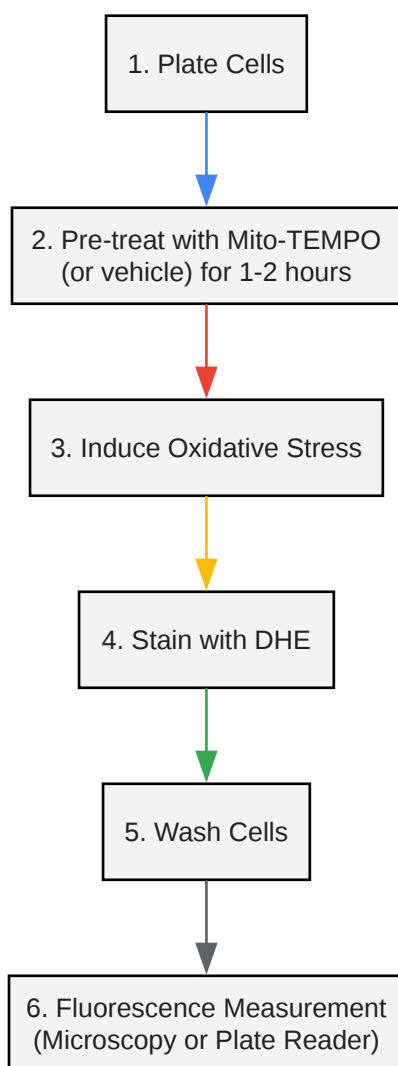 1. Plate Cells
2. Pre-treat with Mito-TEMPO
(or vehicle) for 1-2 hours
3. Induce Oxidative Stress
4. Stain with DHE
5. Wash Cells
6. Fluorescence Measurement
(Microscopy or Plate Reader)